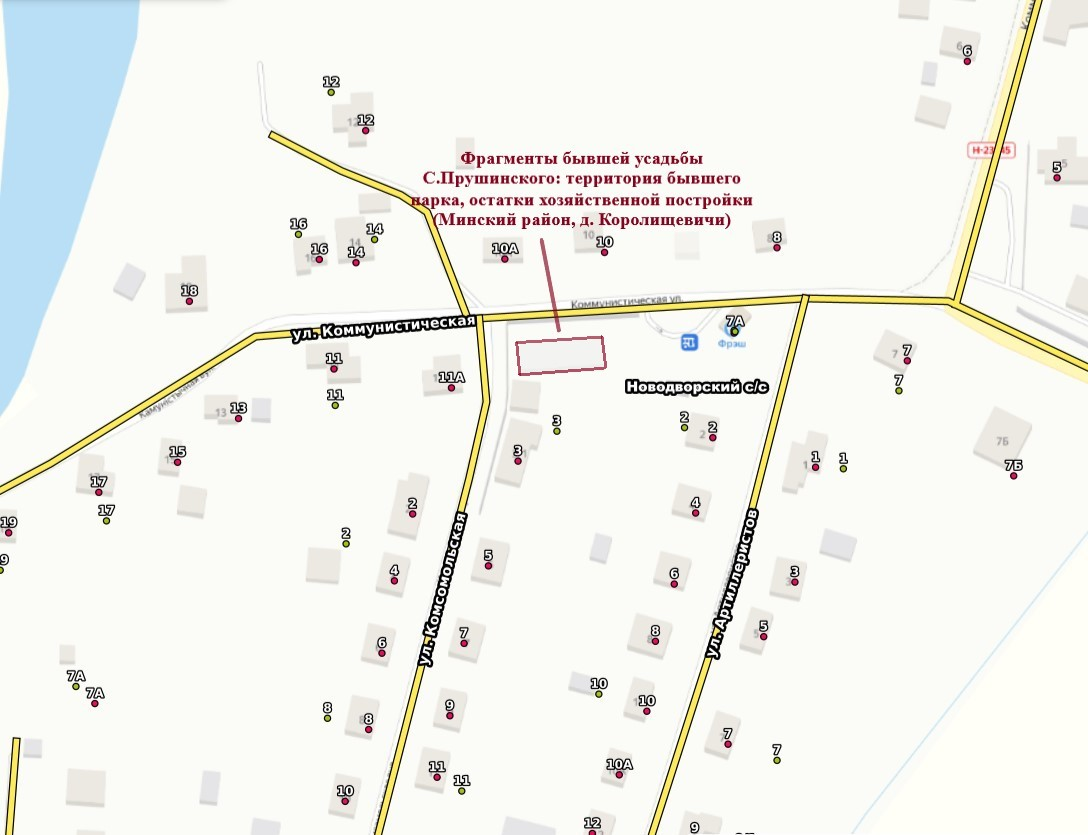 6
12
12
Н-23
5
Фрагменты бывшей усадьбы
С.Прушинского: территория бывшего
парка, остатки хозяйственной постройки
(Минский район, д. Королищевичи)
16
14
16
14
10А
10
8
18
Коммунистическая ул.
ул. Коммунистическая
7А
Фрэш
7
7
11
11А
11
Новодворский с/с
13
3
2
2
7Б
7Б
15
3
1
1
17
17
19
9
2
2
4
ул. Артиллеристов
ул. Комсомольская
5
4
6
3
6
7
8
5
7А
7А
10
10
8
8
9
7
7
11
11
10А
10
12
9